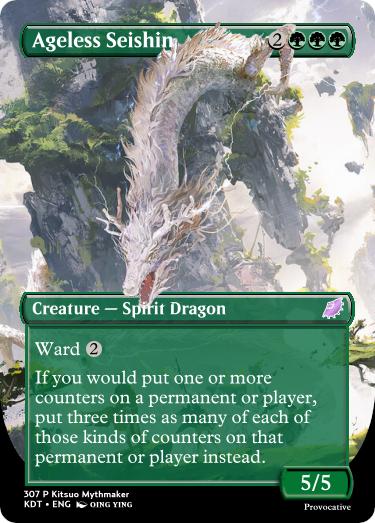 Ageless Seishin 2
Creature — Spirit Dragon
Ward 2
If you would put one or more
counters on a permanent or player,
put three times as many of each of
those kinds of counters on that
permanent or player instead.
5/5
307 P Kitsuo Mythmaker
KDT • ENG OING YING
Provocative